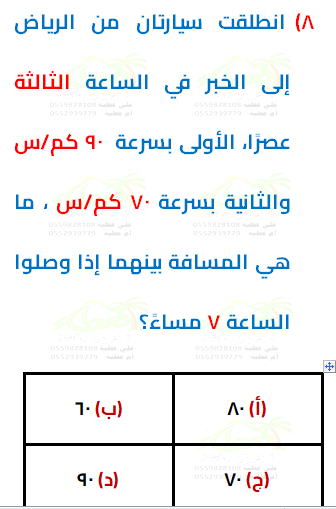 ٨) انطلقت سيارتان من الرياض
إلى الخبر في الساعة الثالثة
عصرًا، الأولى بسرعة ٩٠ كم/س
والثانية بسرعة ٧٠ كم/س ، ما
هي المسافة بينهما إذا وصلوا
الساعة ٧ مساءً؟
(أ) ٨٠ (ب) ٦٠
(ج) ٧٠ (د) ٩٠